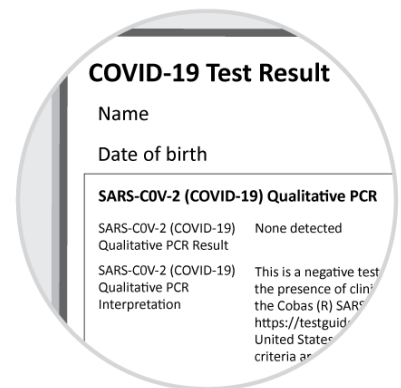 COVID-19 Test Result
Name
Date of birth
SARS-C0V-2 (COVID-19) Qualitative PCR
SARS-C0V-2 (COVID-19) None detected
Qualitative PCR Result
SARS-C0V-2 (COVID-19) This is a negative test
Qualitative PCR the presence of
Interpretation the Cobas (R)
https://testguid
United States
criteria